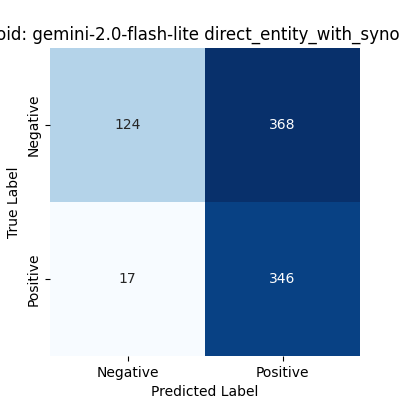 oid: gemini-2.0-flash-lite direct_entity_with_syno
True Label
Negative
124
368
Positive
17
346
Negative
Positive
Predicted Label